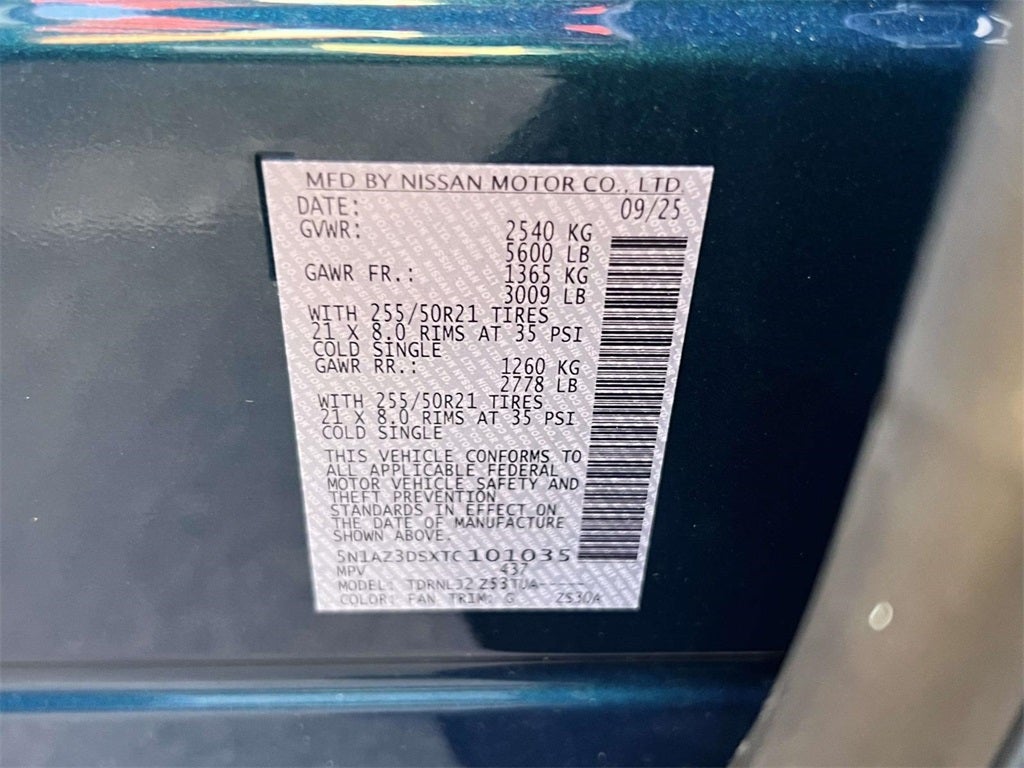 MFD BY NISSAN MOTOR CO., LTD.
DATE: 09/25
GVWR: 2540 KG
5600 LB
GAWR FR.: 1365 KG
3009 LB
WITH 255/50R21 TIRES
21 X 8.0 RIMS AT 35 PSI
COLD SINGLE
GAWR RR.: 1260 KG
2778 LB
WITH 255/50R21 TIRES
21 X 8.0 RIMS AT 35 PSI
COLD SINGLE
THIS VEHICLE CONFORMS TO
ALL APPLICABLE FEDERAL
MOTOR VEHICLE SAFETY AND
THEFT PREVENTION
STANDARDS IN EFFECT ON
THE DATE OF MANUFACTURE
SHOWN ABOVE.
5N1AZ3DSXTC101035
MPV 437
MODEL: Z53TUA-----
COLOR: FAN TRIM: G Z530A